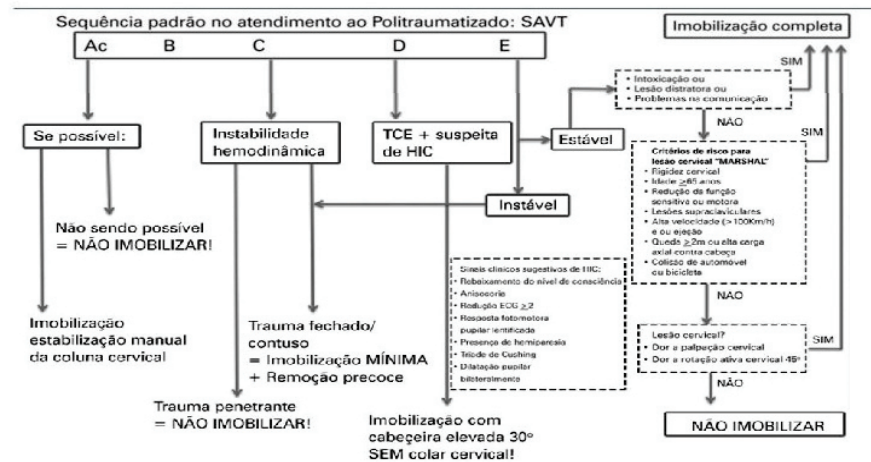 Sequência padrão no atendimento ao Politraumatizado: SAVT
Ac B C D E
Se possível:
Não sendo possível
= NÃO IMOBILIZAR!
Imobilização
estabilização manual
da coluna cervical
Instabilidade
hemodinâmica
Trauma fechado/
contuso
= Imobilização MÍNIMA
+ Remoção precoce
Trauma penetrante
= NÃO IMOBILIZAR!
TCE + suspeita
de HIC
Sinais clínicos sugestivos de HIC:
• Rebaixamento do nível de consciência
• Anisocoria
• Redução ECG ≥2
• Resposta fotomotora
pupilar lentificada
• Presença de hemiparesia
• Tríade de Cushing
• Dilatação pupilar
bilateralmente
Imobilização com
cabeçeira elevada 30º
SEM colar cervical!
Instável
Estável
Imobilização completa
• Intoxicação ou
• Lesão distratora ou
• Problemas na comunicação
SIM
NÃO
Critérios de risco para
lesão cervical "MARSHAL"
• Rigidez cervical
• Idade ≥65 anos
• Redução da função
sensitiva ou motora
• Lesões supraclaviculares
• Alta velocidade (>100Km/h)
e ou ejeção
• Queda ≥2m ou alta carga
axial contra cabeça
• Colisão de automóvel
ou bicicleta
SIM
NAO
Lesão cervical?
• Dor a palpação cervical
• Dor a rotação ativa cervical 45º
SIM
NÃO
NÃO IMOBILIZAR